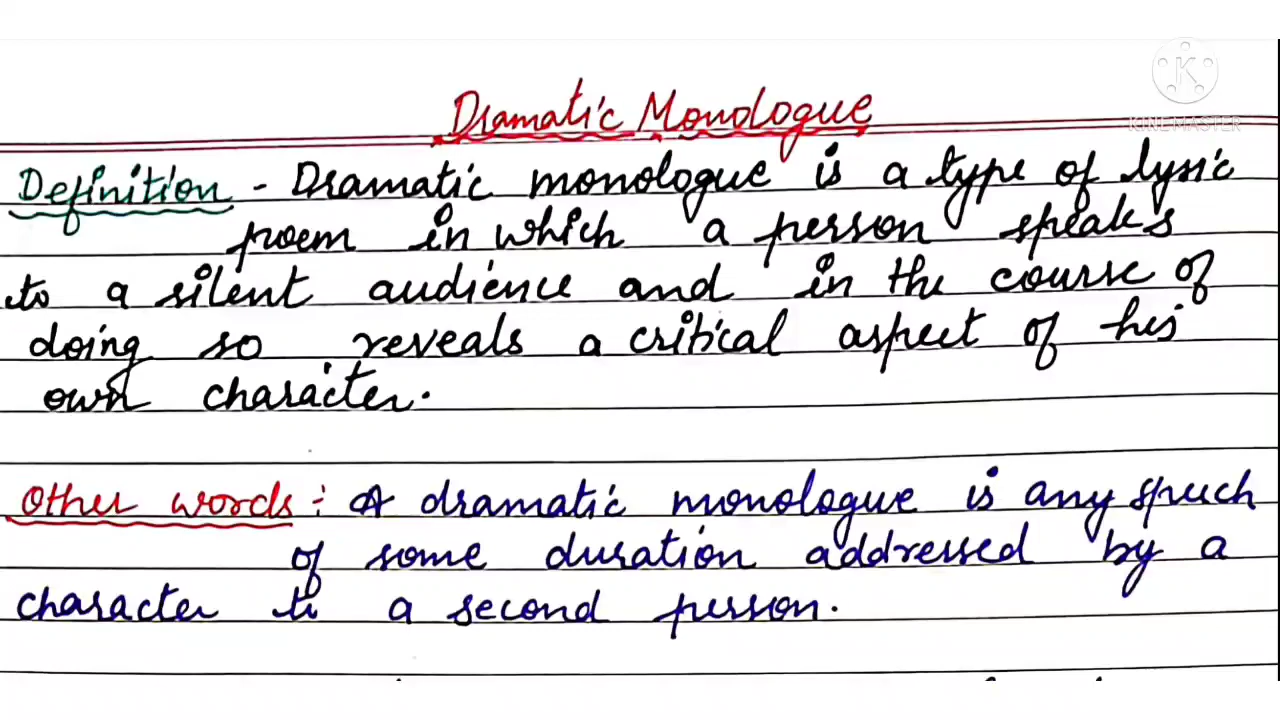 KINEMASTER
Dramatic Monologue
Definition - Dramatic monologue is a type of lyric
poem in which a person speaks
to a silent audience and in the course of
doing so reveals a critical aspect of his
own character.
Other words :- A dramatic monologue is any speech
of some duration addressed by a
character to a second person.